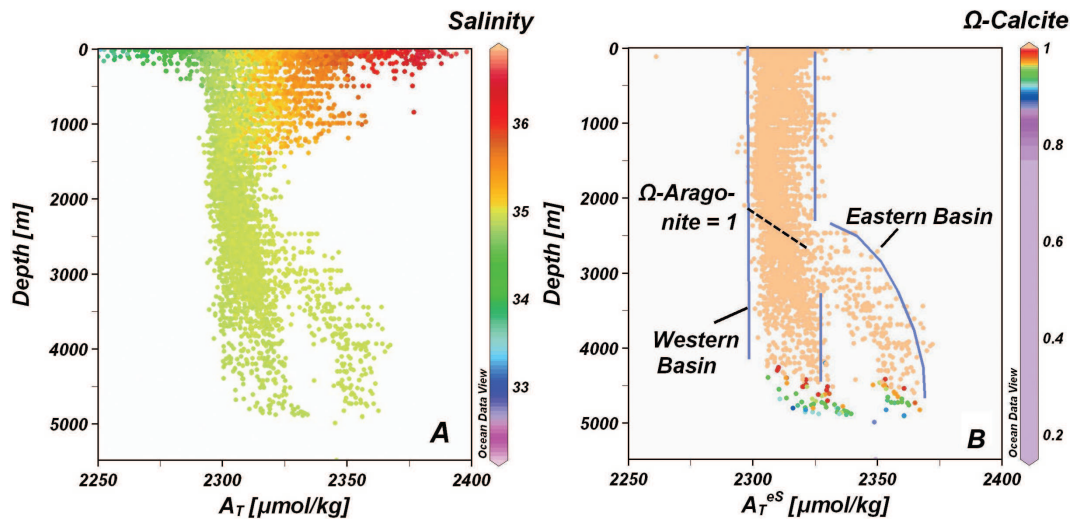 Salinity
Ω-Calcite
0
1000
2000
3000
4000
5000
Depth [m]
2250
2300
2350
2400
A_T [μmol/kg]
36
35
34
33
Ocean Data View
A
0
1000
2000
3000
4000
5000
Depth [m]
Ω-Arago-
nite = 1
Eastern Basin
Western
Basin
2250
2300
2350
2400
A_T^eS [μmol/kg]
1
0.8
0.6
0.4
0.2
Ocean Data View
B